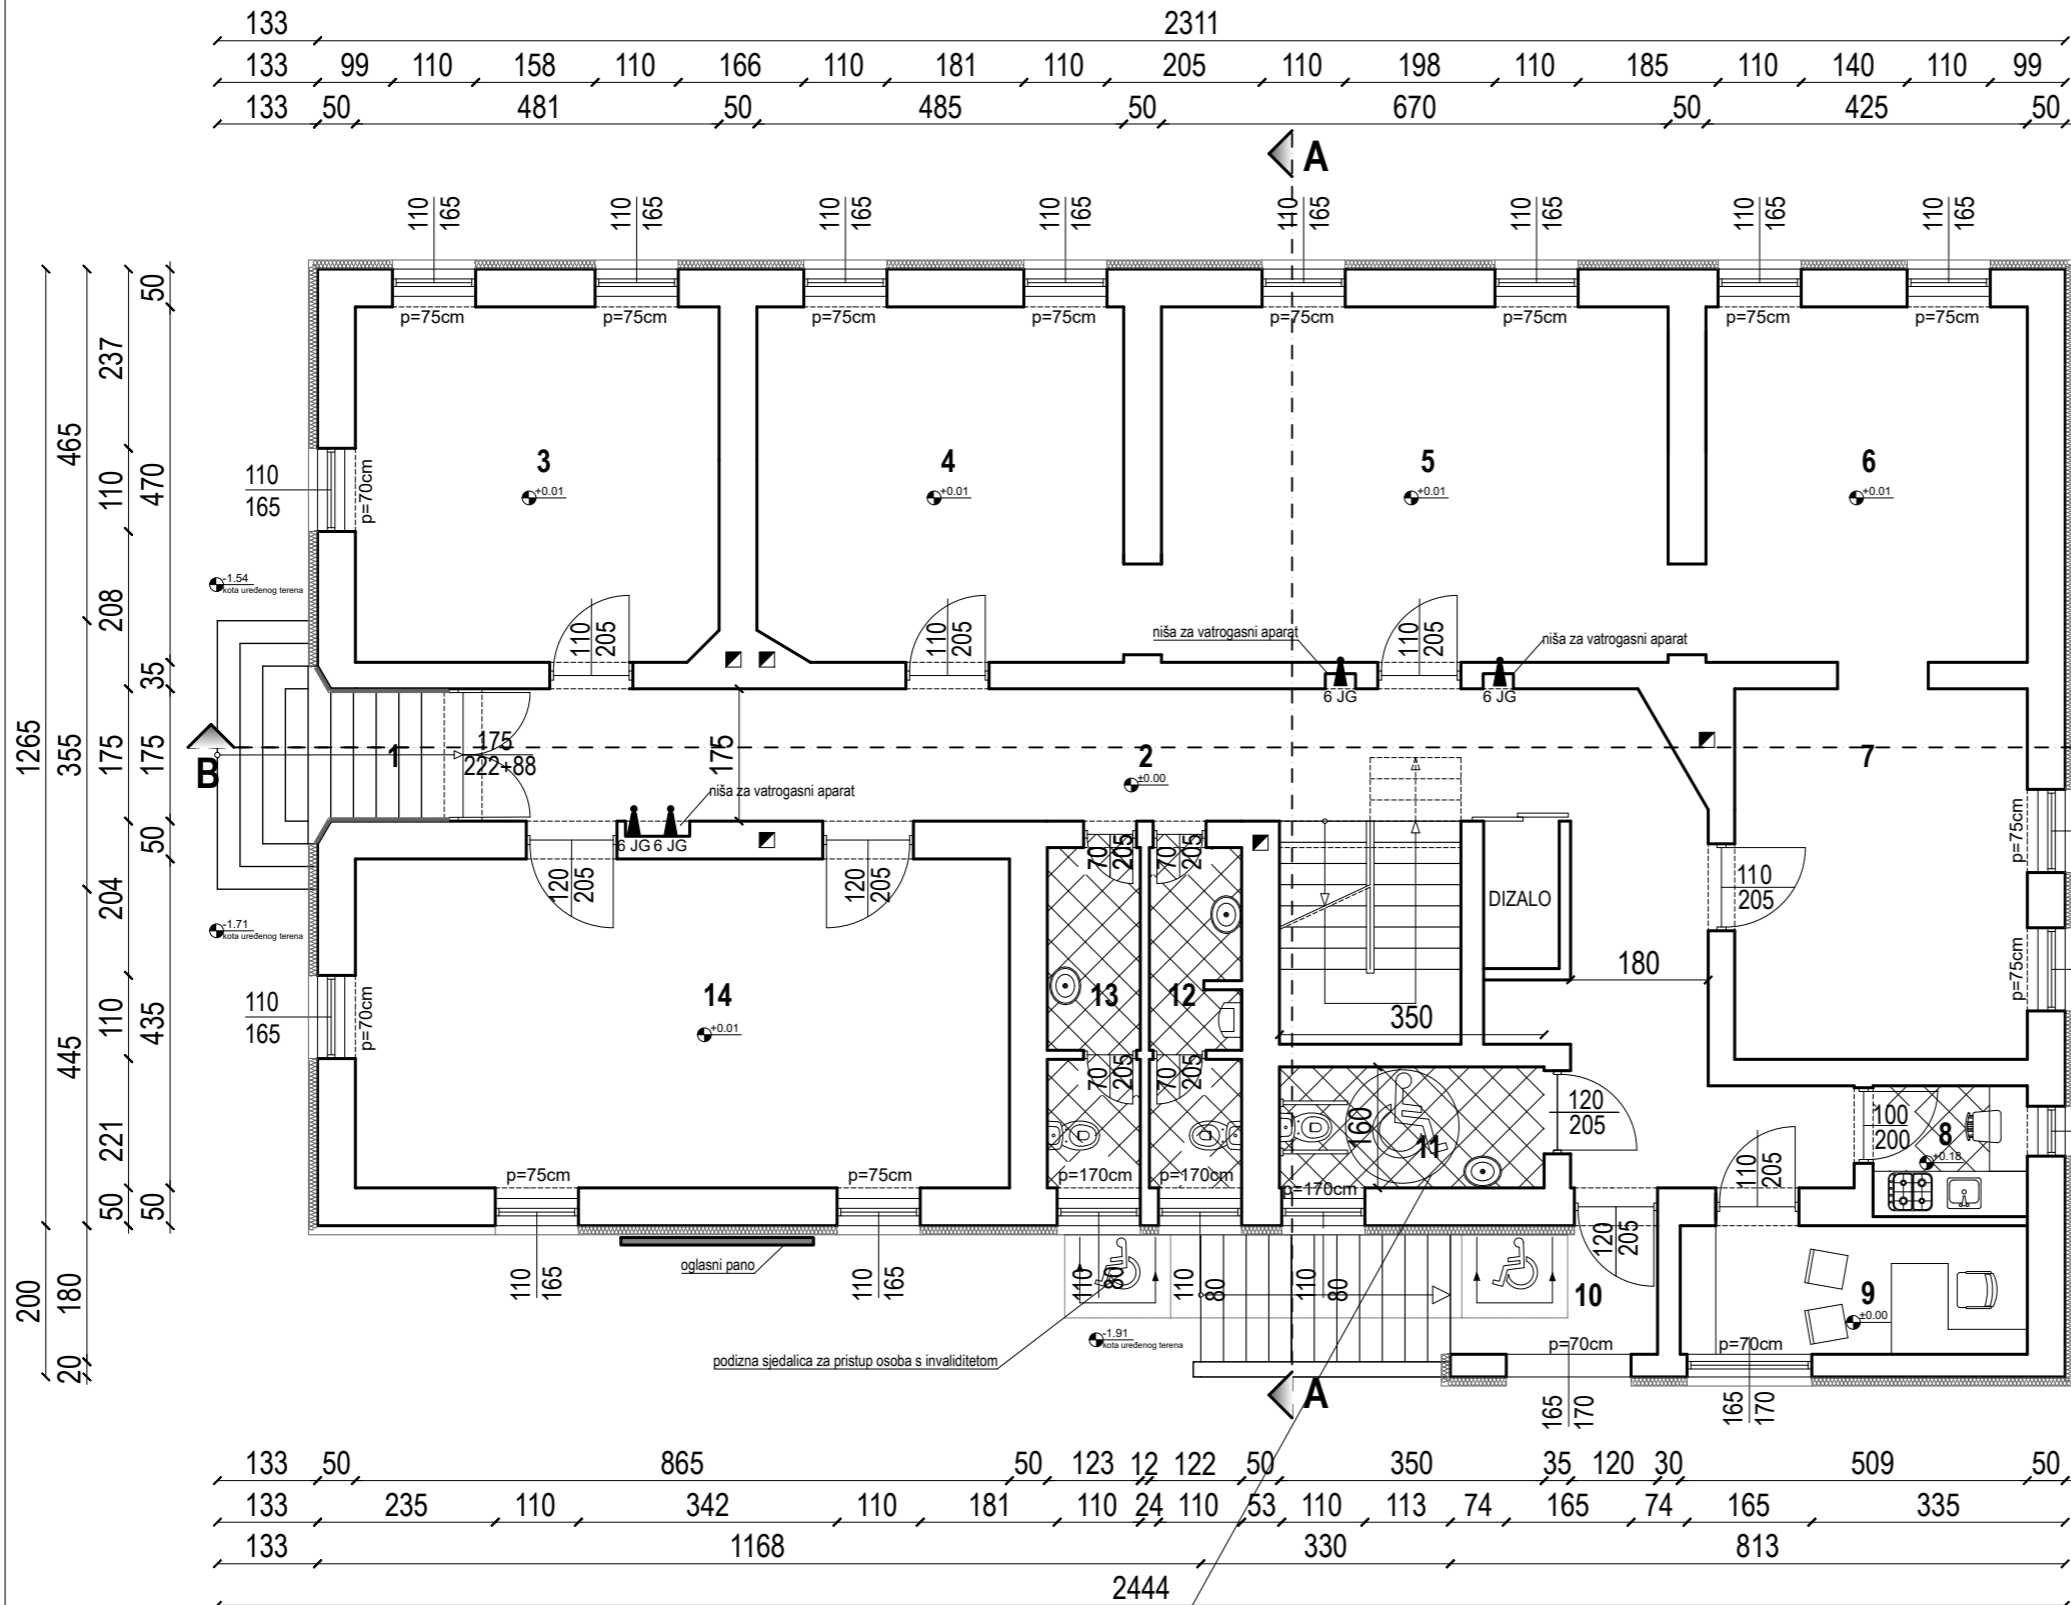 133 2311
133 99 110 158 110 166 110 181 110 205 110 198 110 185 110 140 110 99
133 50 481 50 485 50 670 50 425 50
A
110 165 110 165 110 165 110 165 110 165 110 165 110 165 110 165
p=75cm p=75cm p=75cm p=75cm p=75cm p=75cm p=75cm p=75cm
1265 200
465 355 445 180 20
237 110 208 175 204 110 221 50
50 470 35 175 50 435 50
110
165
p=70cm
3
+0.01
4
+0.01
5
+0.01
6
+0.01
-1.54
kota uređenog terena
110 205
110 205
110 205
niša za vatrogasni aparat
niša za vatrogasni aparat
6 JG
6 JG
B
1
175
222+88
175
2
±0.00
7
niša za vatrogasni aparat
6 JG 6 JG
-1.71
kota uređenog terena
120 205
120 205
70 205
70 205
DIZALO
110
205
p=75cm
p=75cm
180
350
110
165
p=70cm
14
+0.01
13
12
70 205
70 205
160
11
120
205
100
200
8
+0.18
110 205
p=75cm p=75cm p=170cm p=170cm p=170cm
120 205
110 165
oglasni pano
110 165
110 80
110 80
110 80
10
9
±0.00
-1.91
kota uređenog terena
podizna sjedalica za pristup osoba s invaliditetom
p=70cm p=70cm
165 170
165 170
A
133 50 865 50 123 12 122 50 350 35 120 30 509 50
133 235 110 342 110 181 110 24 110 53 110 113 74 165 74 165 335
133 1168 330 813
2444